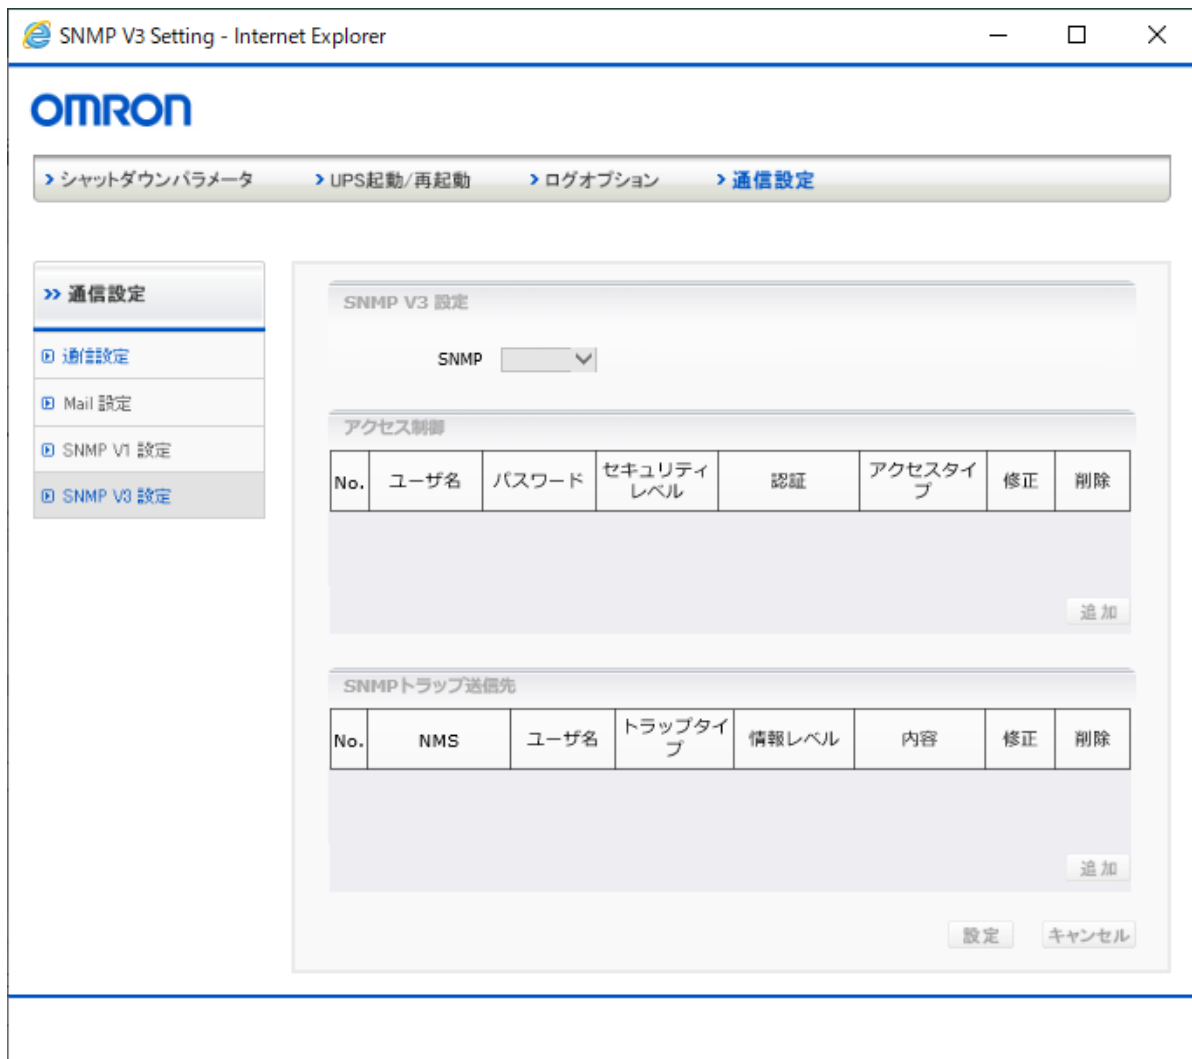 SNMP V3 Setting - Internet Explorer
OMRON
シャットダウンパラメータ
UPS起動/再起動
ログオプション
通信設定
通信設定
通信設定
Mail 設定
SNMP V1 設定
SNMP V3 設定
SNMP V3 設定
SNMP
アクセス制御
No. ユーザ名 パスワード セキュリティ レベル 認証 アクセスタイ プ 修正 削除
追加
SNMPトラップ送信先
No. NMS ユーザ名 トラップタイ プ 情報レベル 内容 修正 削除
追加
設定 キャンセル